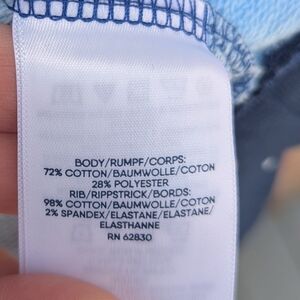 BODY/RUMPF/CORPS:
72% COTTON/BAUMWOLLE/COTON
28% POLYESTER
RIB/RIPPSTRICK/BORDS:
98% COTTON/BAUMWOLLE/COTON
2% SPANDEX/ELASTANE/ELASTANE/
ELASTHANNE
RN 62830